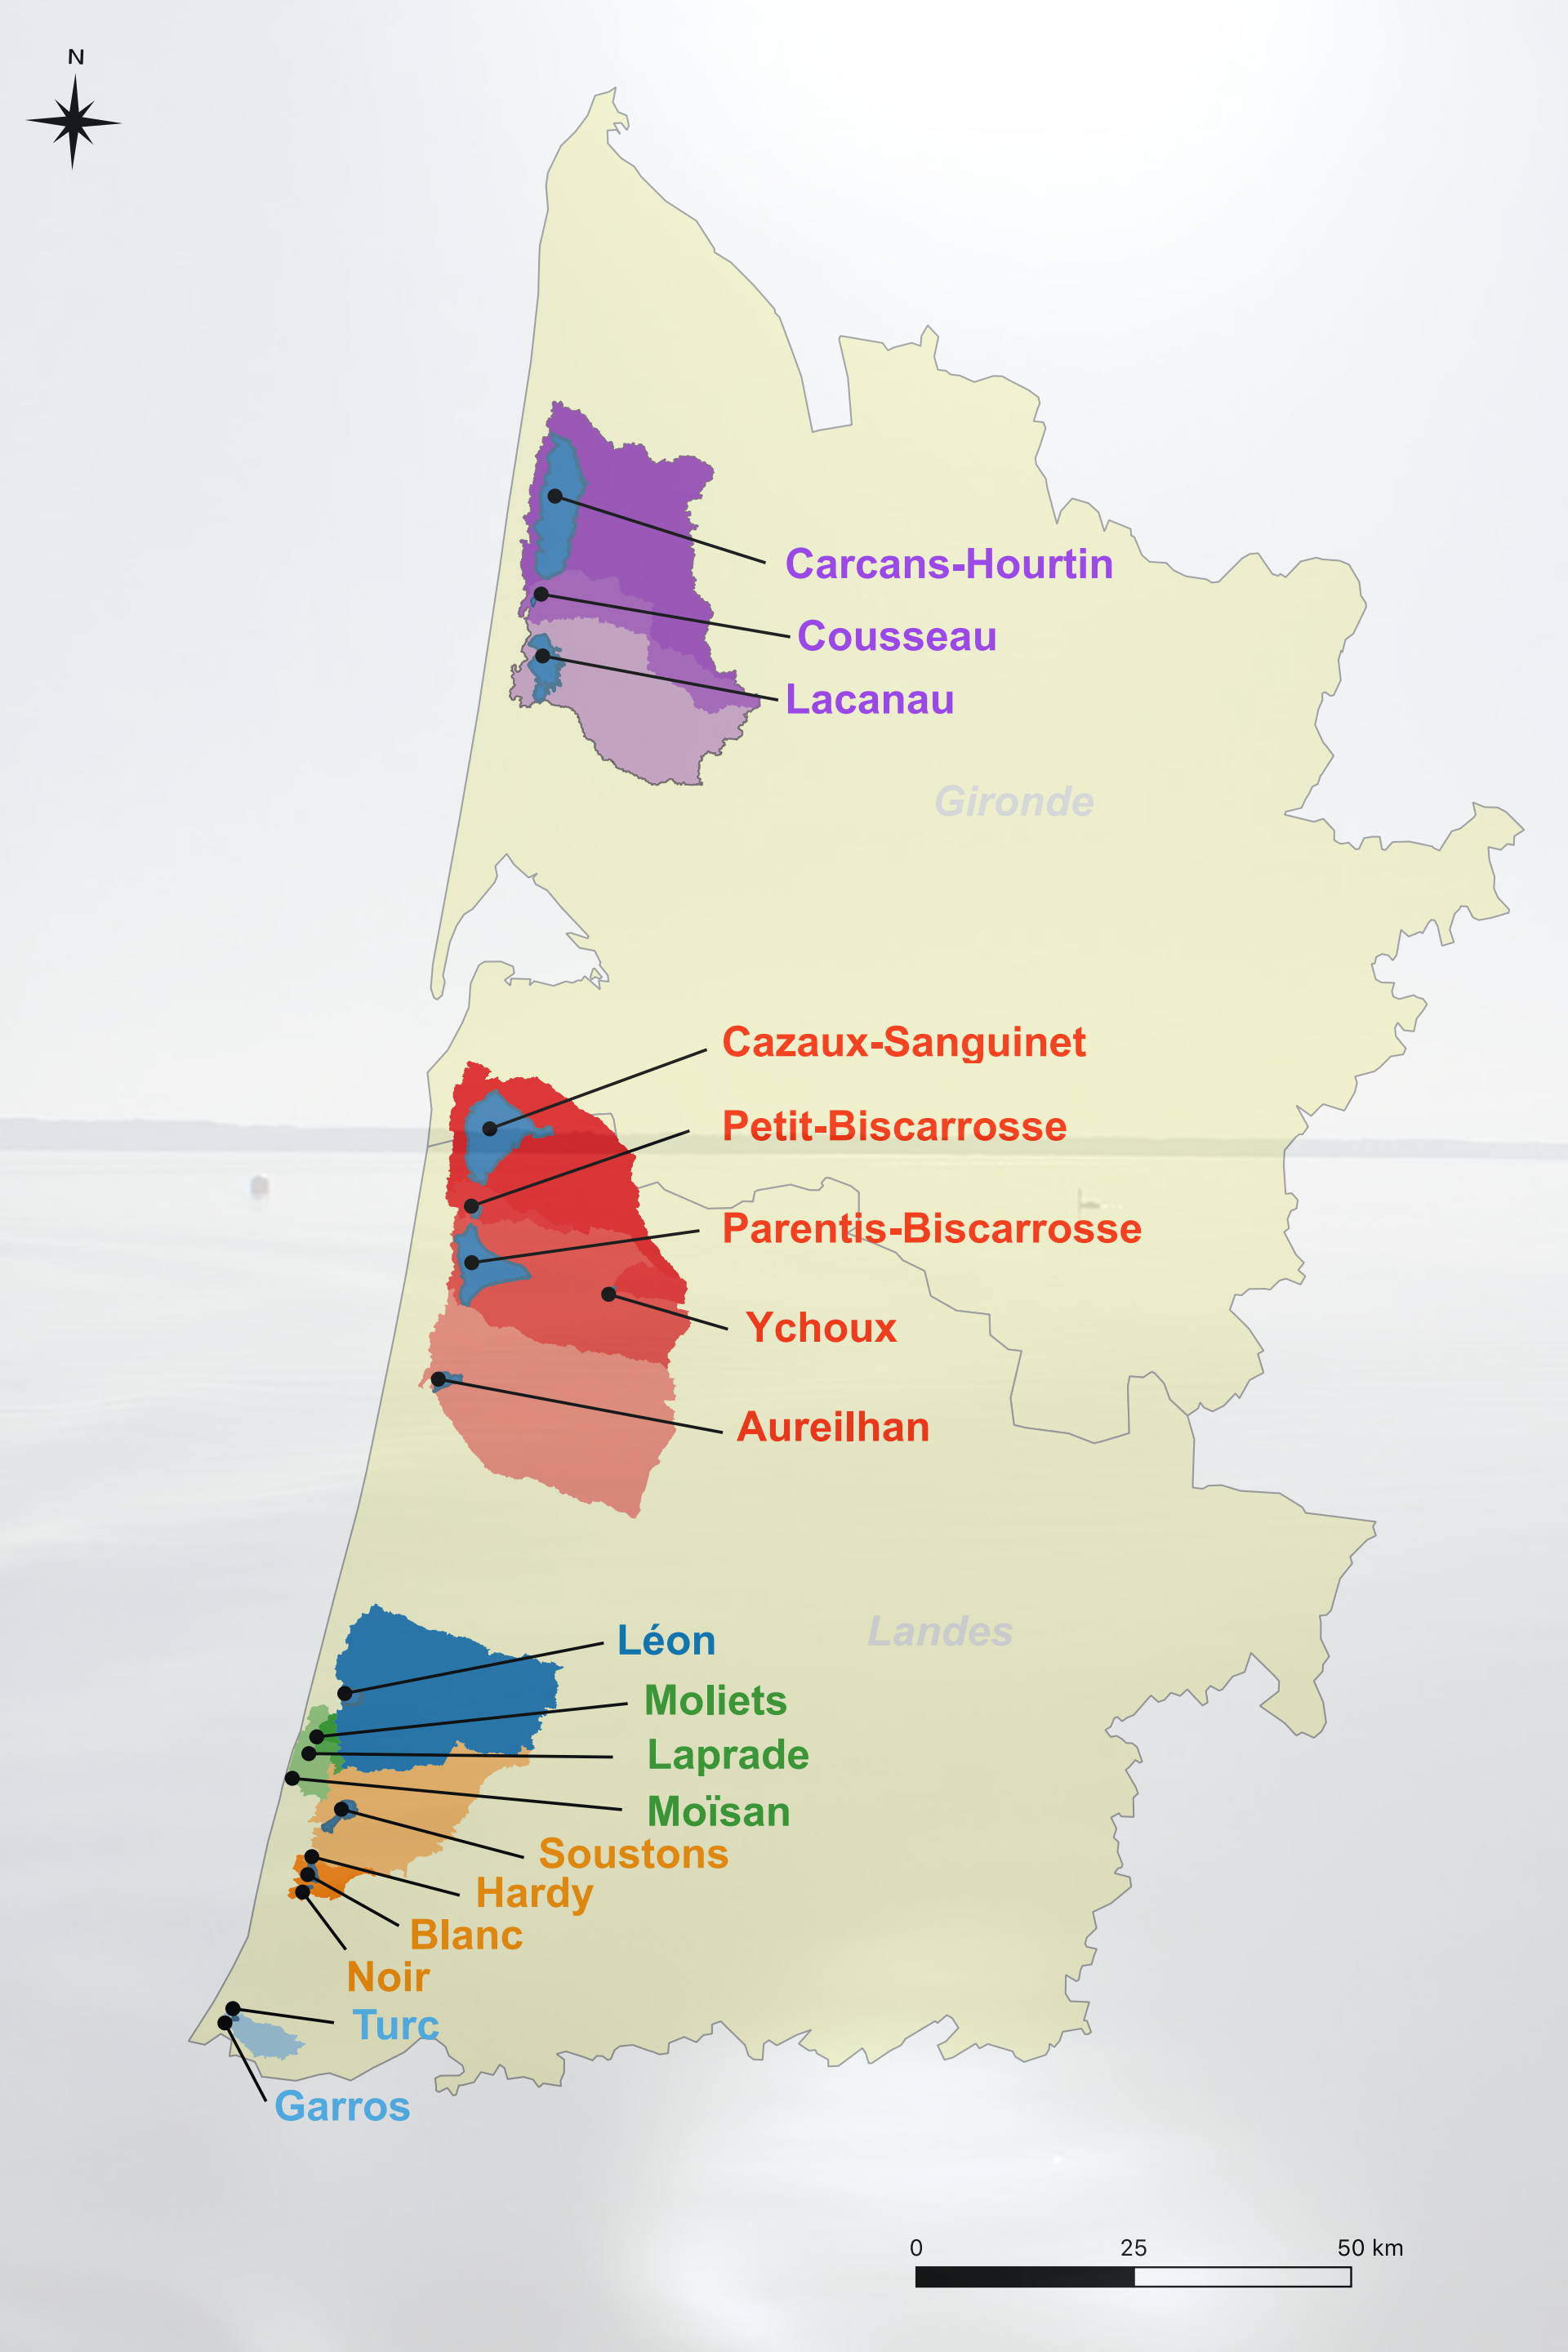 N
Carcans-Hourtin
Cousseau
Lacanau
Gironde
Cazaux-Sanguinet
Petit-Biscarrosse
Parentis-Biscarrosse
Ychoux
Aureilhan
Landes
Léon
Moliets
Laprade
Moïsan
Soustons
Hardy
Blanc
Noir
Turc
Garros
0 25 50 km